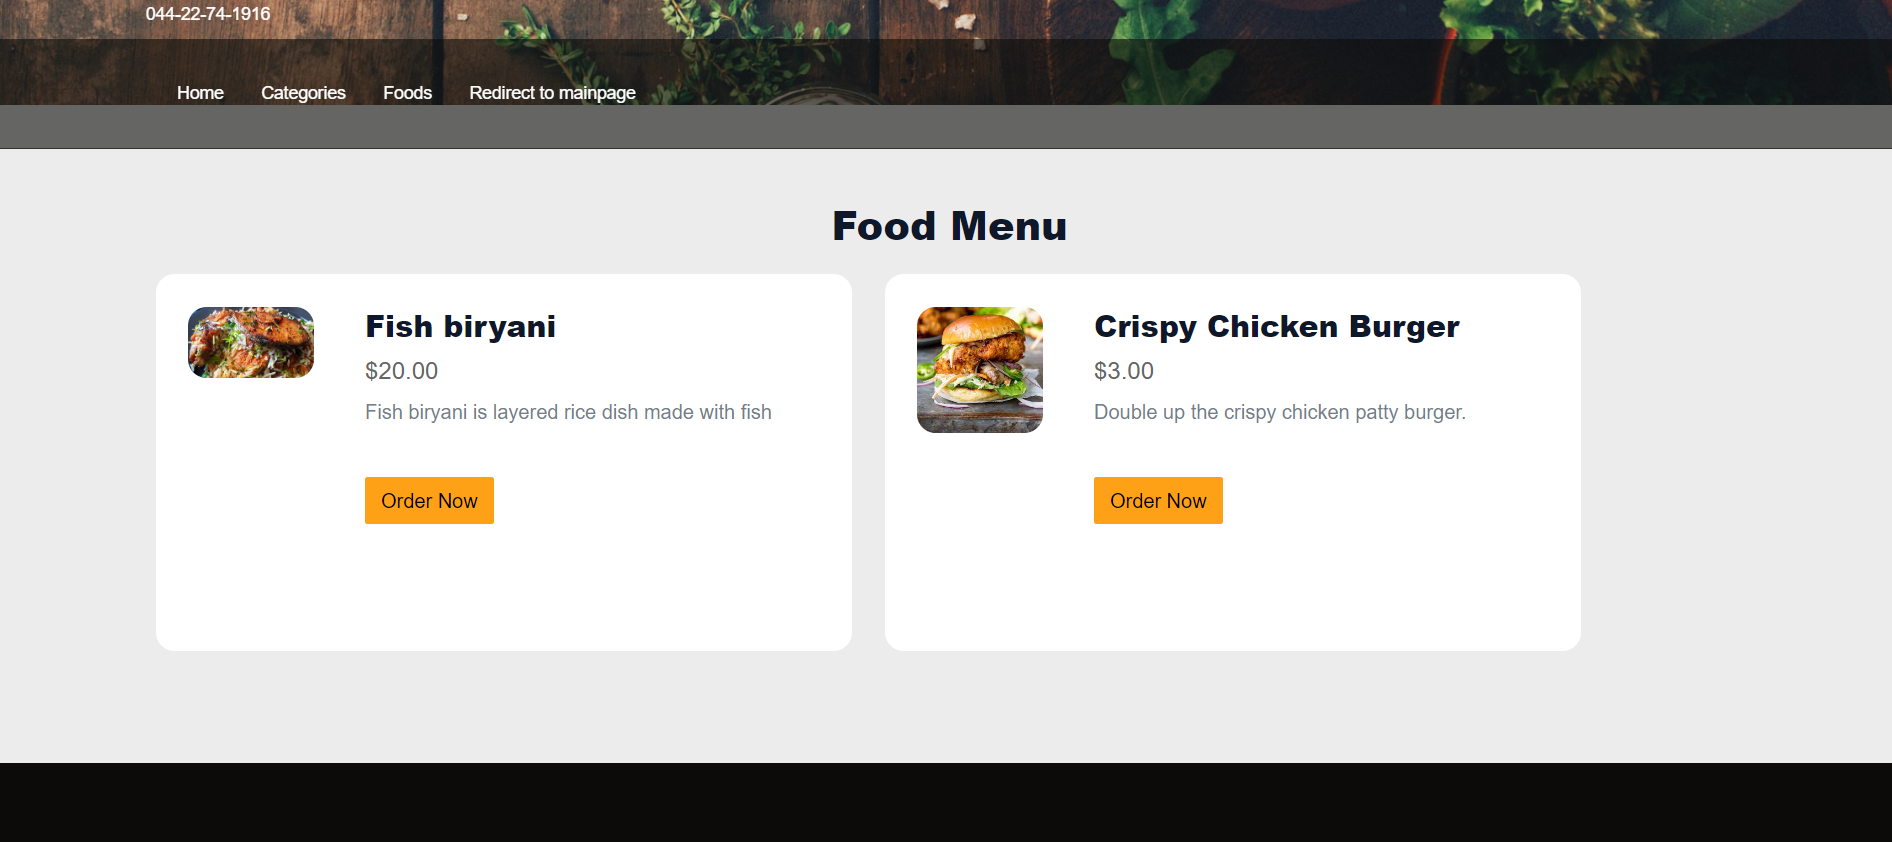 044-22-74-1916
Home Categories Foods Redirect to mainpage
Food Menu
Fish biryani
$20.00
Fish biryani is layered rice dish made with fish
Order Now
Crispy Chicken Burger
$3.00
Double up the crispy chicken patty burger.
Order Now